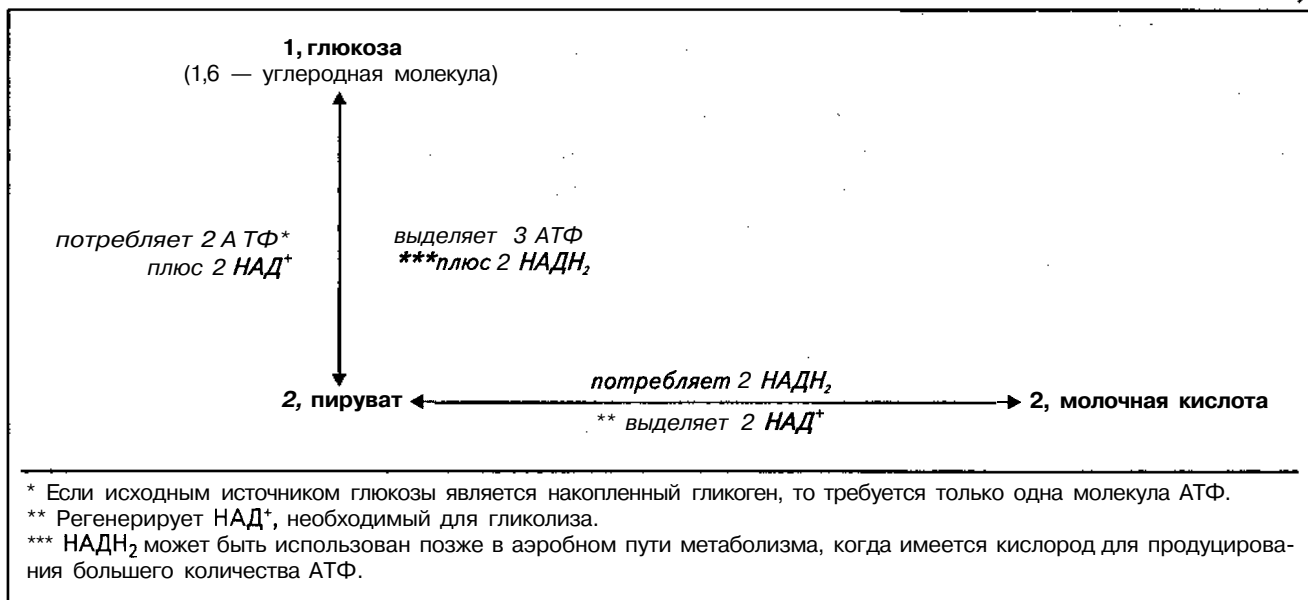 1, глюкоза
(1,6 — углеродная молекула)
потребляет 2 АТФ*
плюс 2 НАД⁺
выделяет 3 АТФ
***плюс 2 НАДН₂
2, пируват
потребляет 2 НАДН₂
** выделяет 2 НАД⁺
2, молочная кислота
* Если исходным источником глюкозы является накопленный гликоген, то требуется только одна молекула АТФ.
** Регенерирует НАД⁺, необходимый для гликолиза.
*** НАДН₂ может быть использован позже в аэробном пути метаболизма, когда имеется кислород для продуцирова-
ния большего количества АТФ.